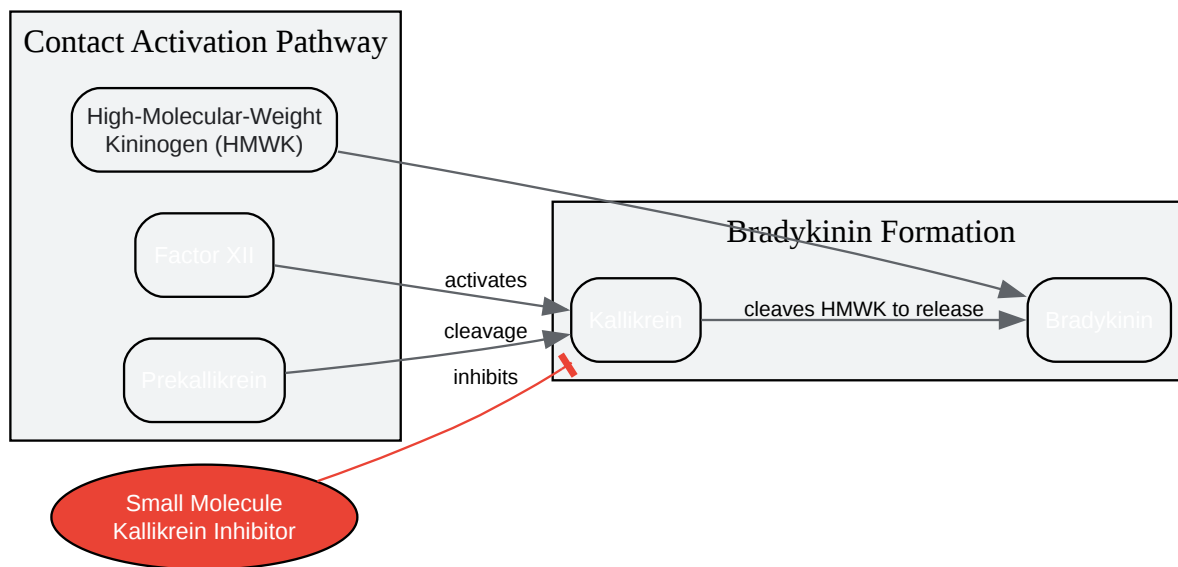 Contact Activation Pathway
High-Molecular-Weight
Kininogen (HMWK)
Factor XII
Prekallikrein
Small Molecule
Kallikrein Inhibitor
activates
cleavage
inhibits
Bradykinin Formation
Kallikrein
cleaves HMWK to release
Bradykinin